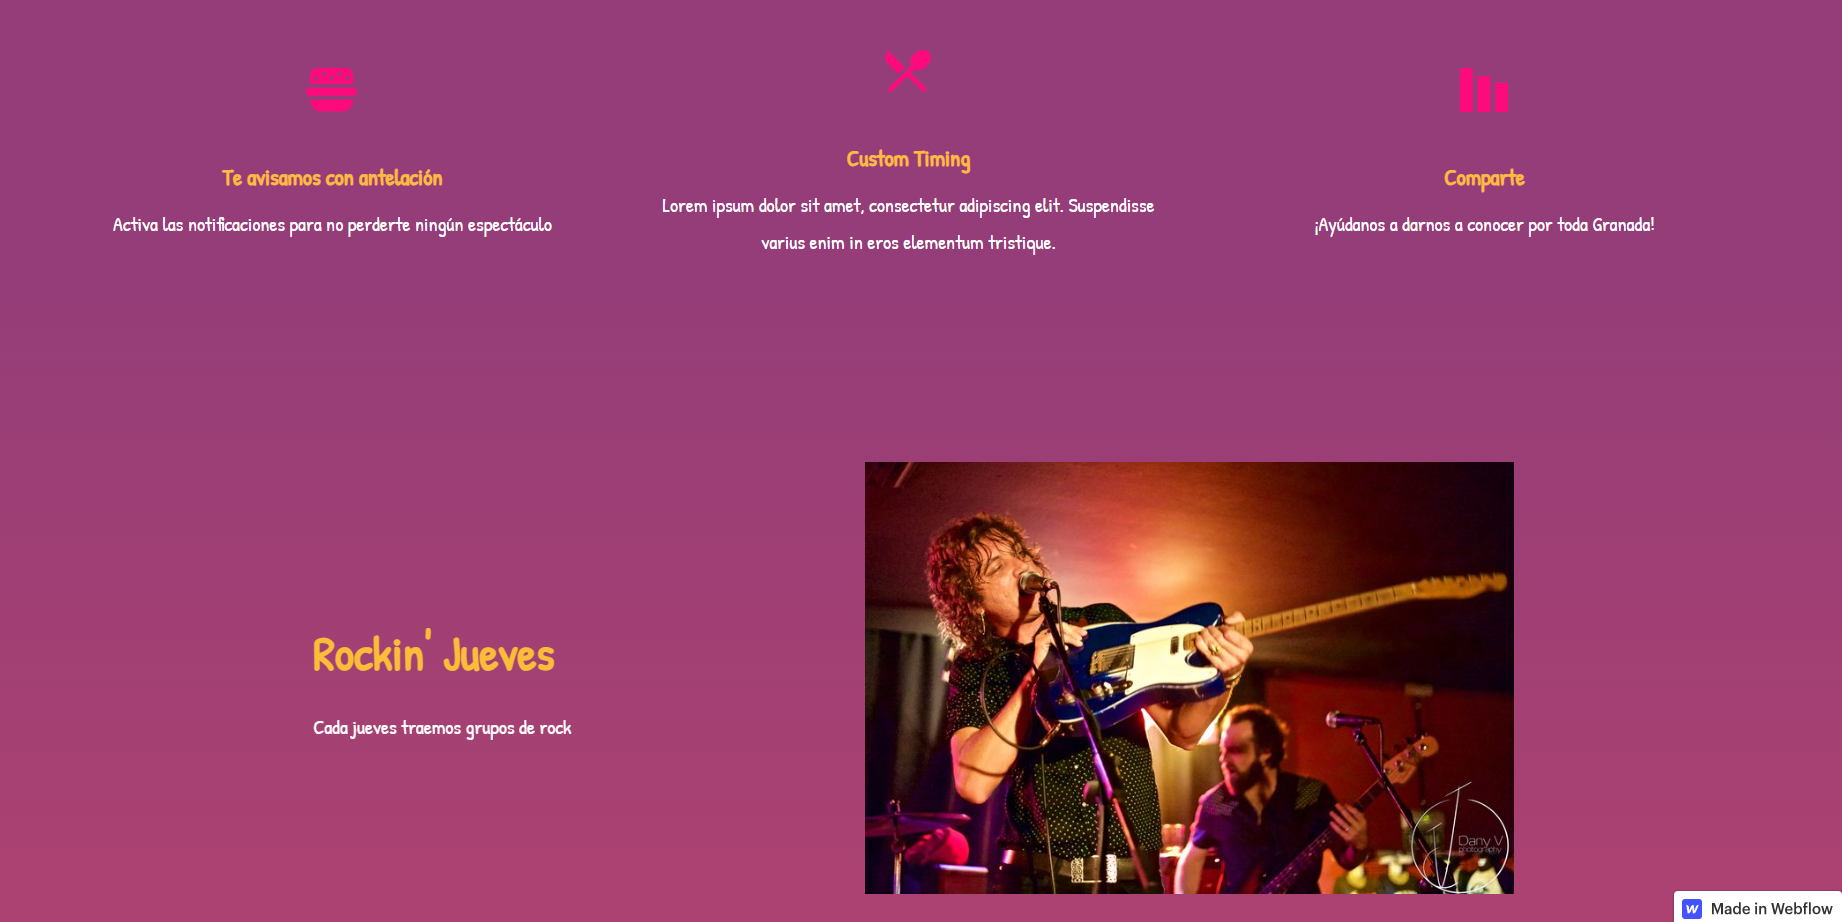 Te avisamos con antelación
Activa las notificaciones para no perderte ningún espectáculo
Custom Timing
Lorem ipsum dolor sit amet, consectetur adipiscing elit. Suspendisse
varius enim in eros elementum tristique.
Comparte
¡Ayúdanos a darnos a conocer por toda Granada!
Rockin' Jueves
Cada jueves traemos grupos de rock
Dany V
photography
Made in Webflow